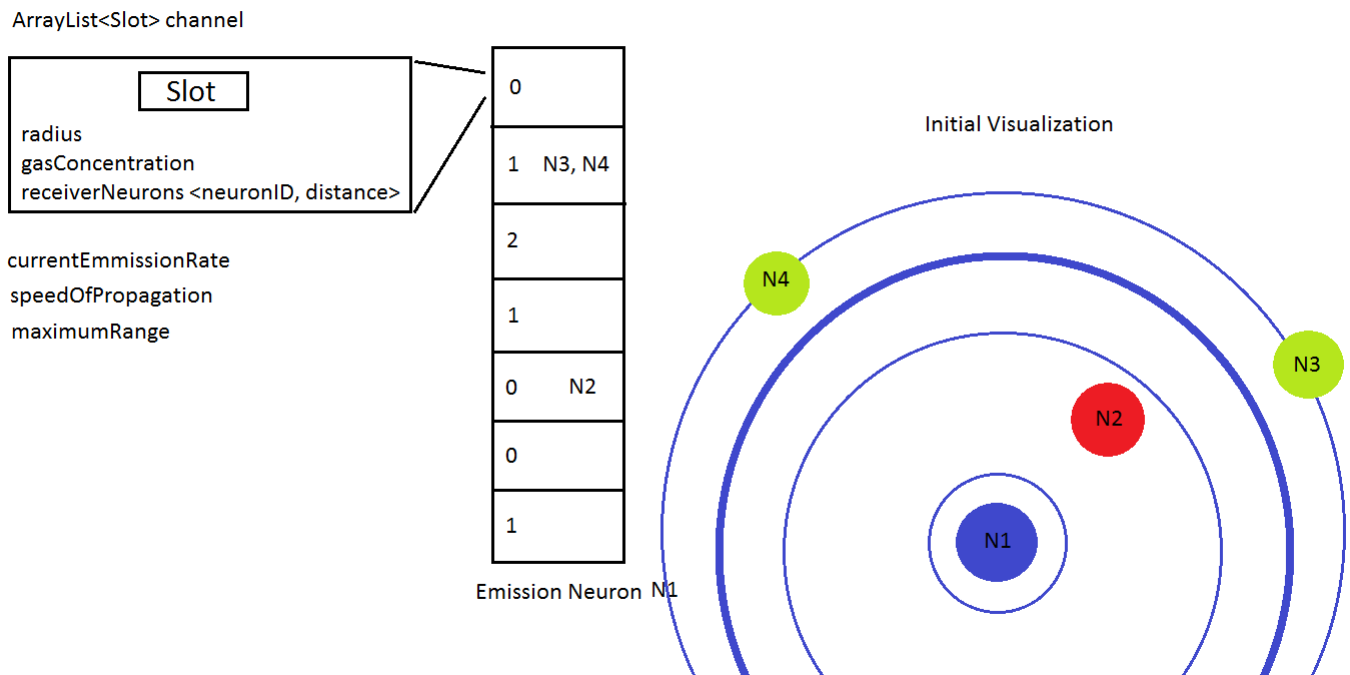 ArrayList<Slot> channel
Slot
radius
gasConcentration
receiverNeurons <neuronID, distance>
currentEmmissionRate
speedOfPropagation
maximumRange
0
1 N3, N4
2
1
0 N2
0
1
Emission Neuron N1
Initial Visualization
N4
N3
N2
N1